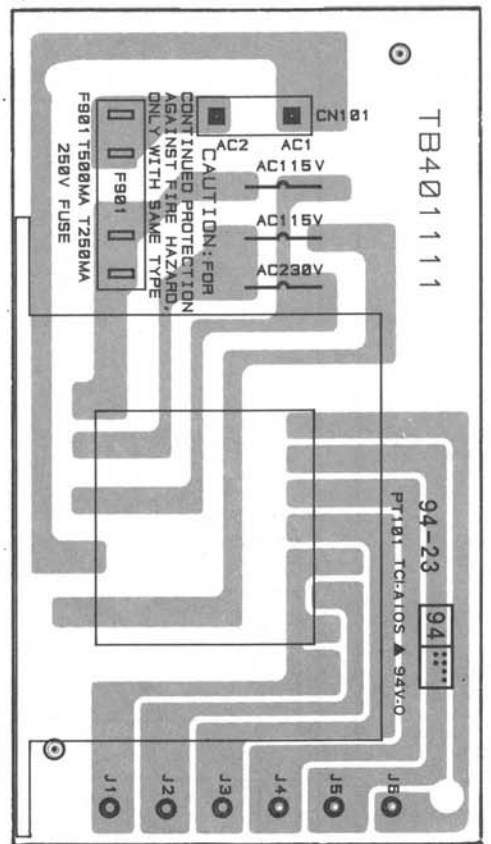 TB401111
CN101
AC2
AC1
AC115V
AC115V
AC230V
CAUTION: FOR
CONTINUED PROTECTION
AGAINST FIRE HAZARD,
ONLY WITH SAME TYPE
F901
F901 T500MA T250MA
250V FUSE
94-23
94
PT101 TCI-A10S ▲ 94V-0
J1
J2
J3
J4
J5
J6